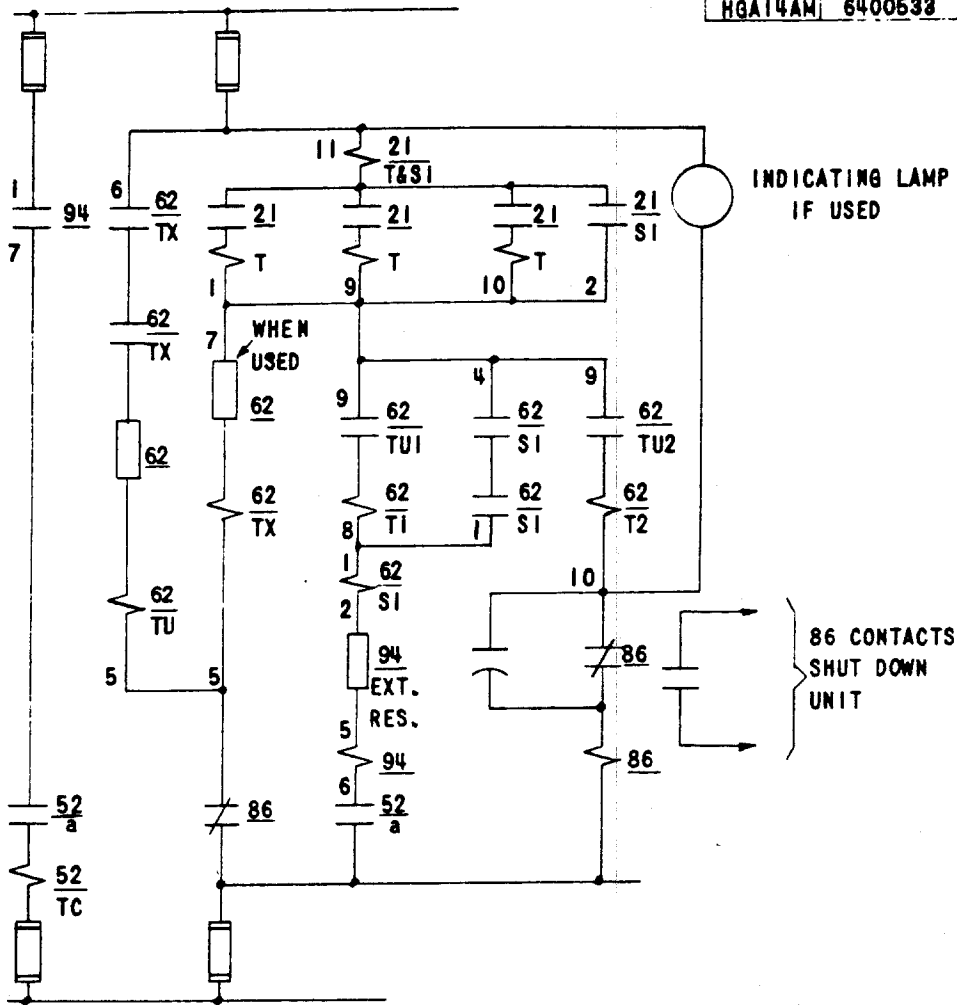 HGA14AM 6400533
11 21
T&SI
INDICATING LAMP
IF USED
1
94
7
6 62
TX
21
T
1
21
T
9
21
T
10
21
SI
2
62
TX
7 WHEN
USED
62
62
9 62
TU1
4 62
SI
9 62
TU2
62
TX
62
T1
8
62
SI
1
62
T2
62
TU
5 5
1 62
SI
2
94
EXT.
RES.
5
94
6
10
86
86 CONTACTS
SHUT DOWN
UNIT
86
52
a
52
TC
86
52
a